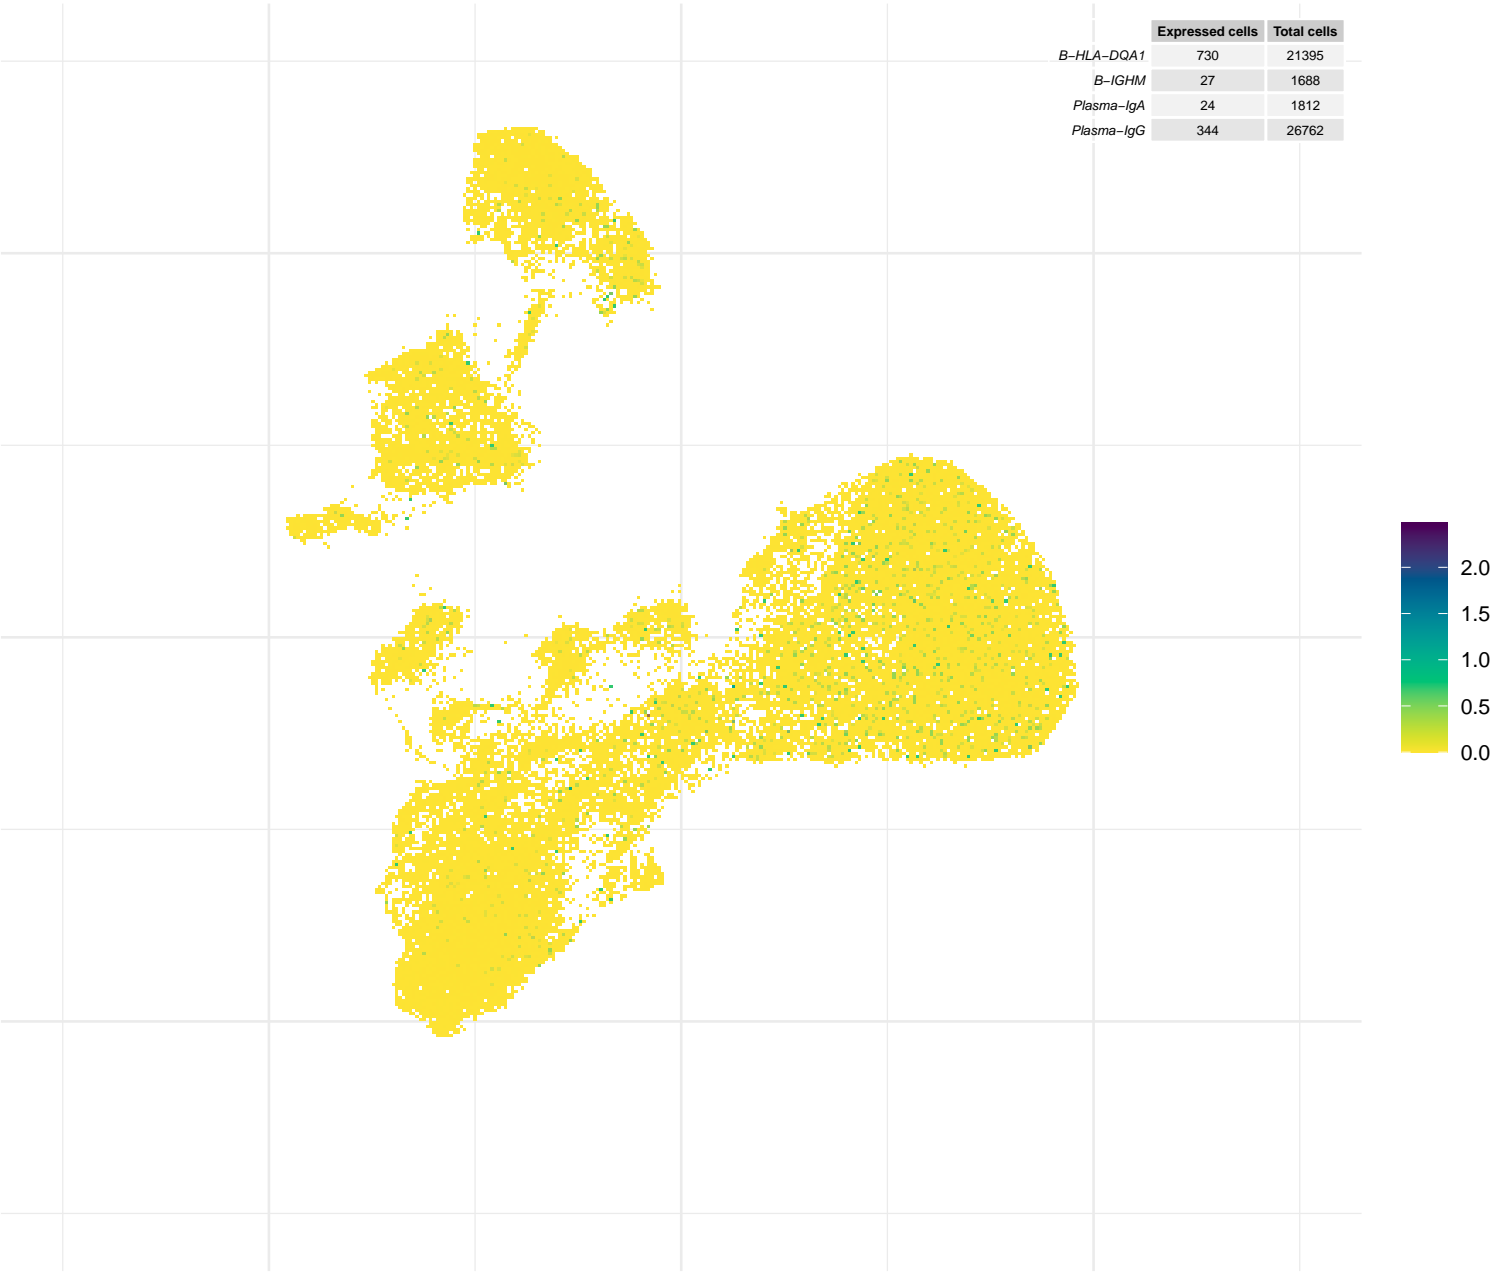 Expressed cells Total cells
B−HLA−DQA1 730 21395
B−IGHM 27 1688
Plasma−IgA 24 1812
Plasma−IgG 344 26762
2.0
1.5
1.0
0.5
0.0